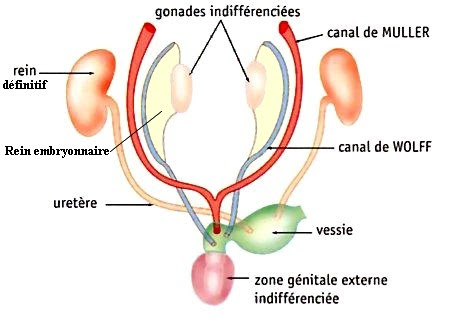 gonades indifférenciées
canal de MULLER
rein
définitif
Rein embryonnaire
canal de WOLFF
uretère
vessie
zone génitale externe
indifférenciée